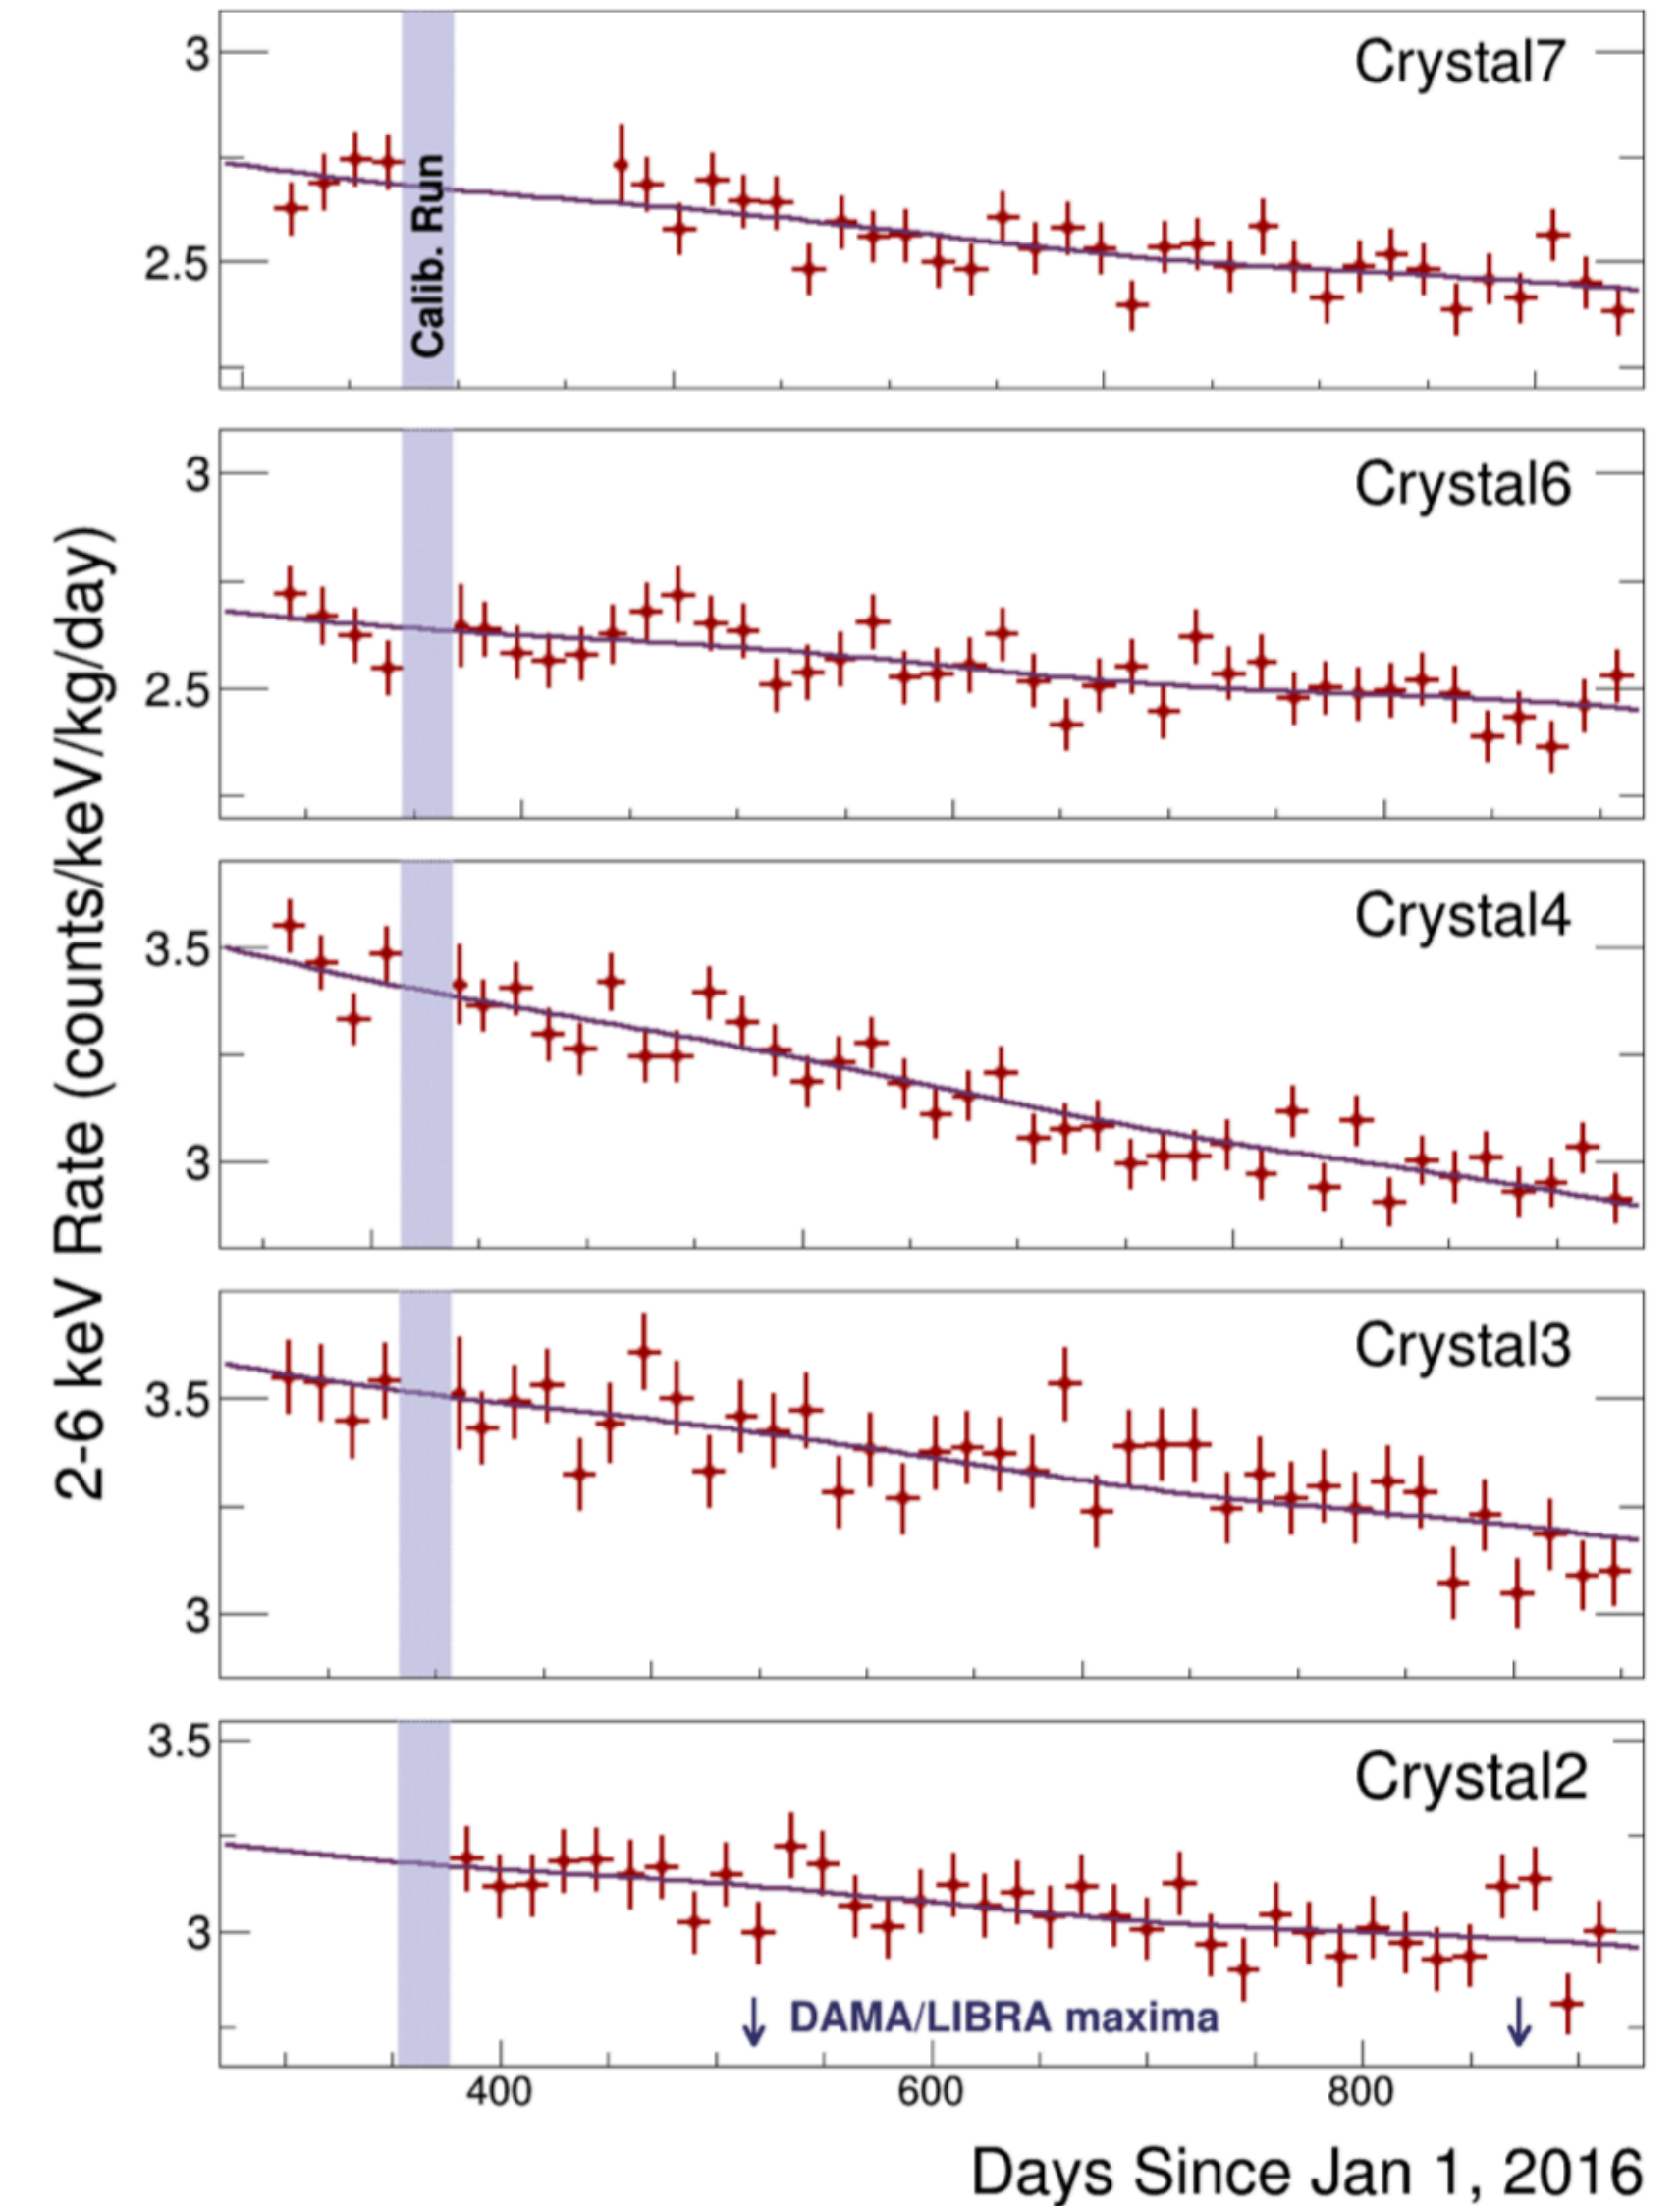 3
Crystal7
2.5
Calib. Run
3
Crystal6
2.5
2-6 keV Rate (counts/keV/kg/day)
Crystal4
3.5
3
Crystal3
3.5
3
3.5
Crystal2
3
DAMA/LIBRA maxima
400 600 800
Days Since Jan 1, 2016